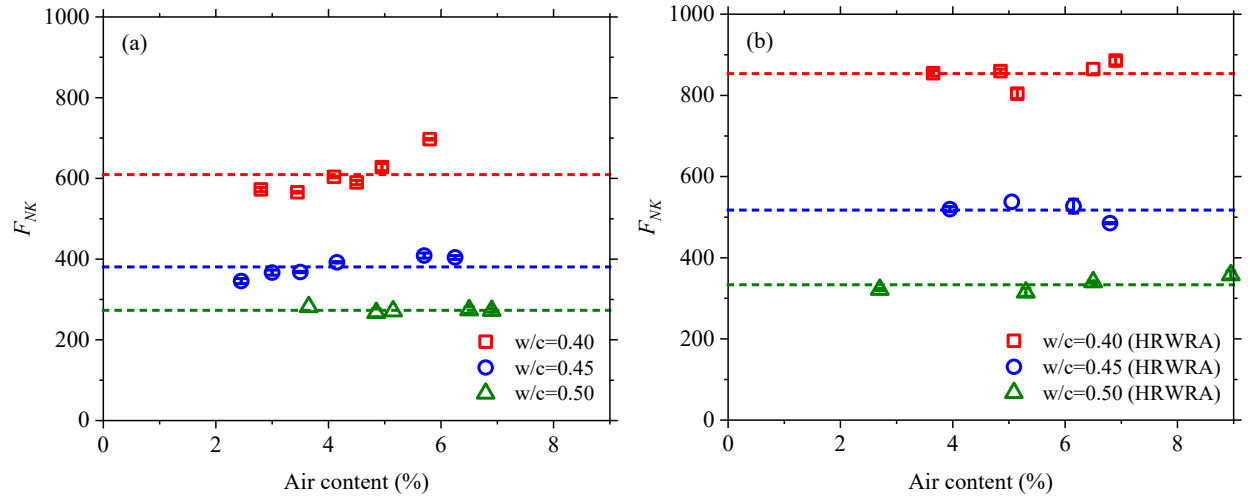 (a)
1000
800
600
400
200
0
F_NK
w/c=0.40
w/c=0.45
w/c=0.50
0 2 4 6 8
Air content (%)
(b)
1000
800
600
400
200
0
F_NK
w/c=0.40 (HRWRA)
w/c=0.45 (HRWRA)
w/c=0.50 (HRWRA)
0 2 4 6 8
Air content (%)